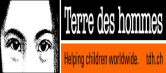 Terre des hommes
Helping children worldwide. tdh.ch